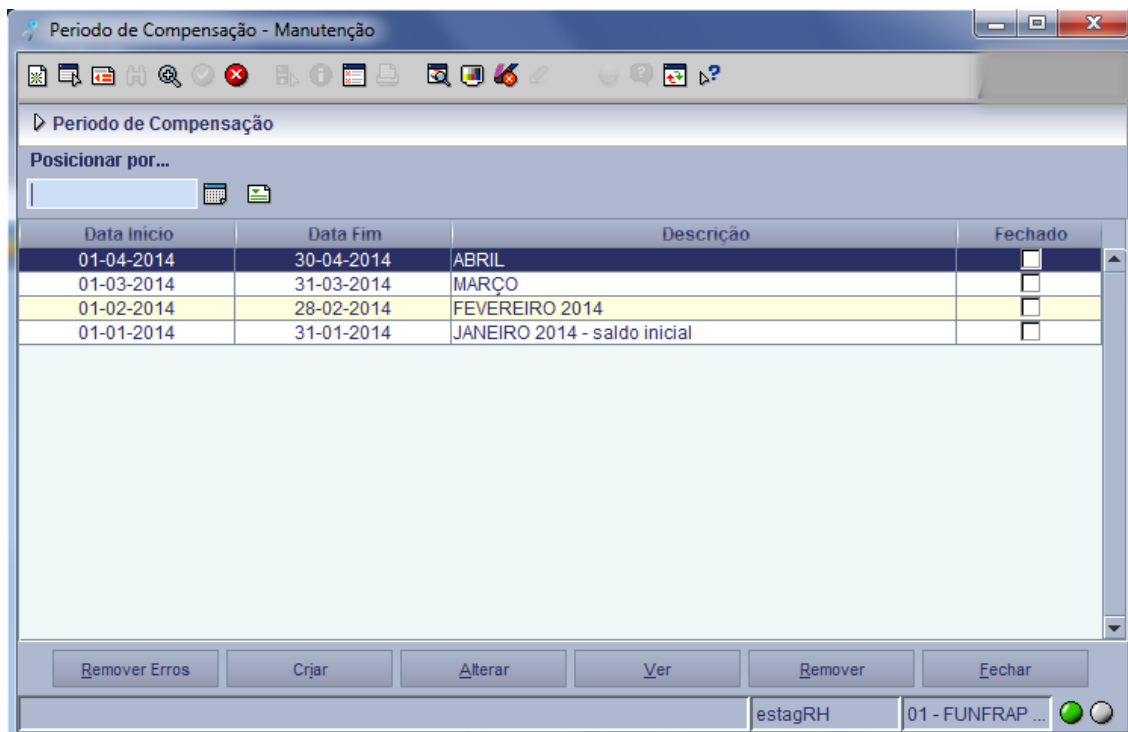 Periodo de Compensação - Manutenção
Periodo de Compensação
Posicionar por...
Data Inicio Data Fim Descrição Fechado
01-04-2014 30-04-2014 ABRIL
01-03-2014 31-03-2014 MARÇO
01-02-2014 28-02-2014 FEVEREIRO 2014
01-01-2014 31-01-2014 JANEIRO 2014 - saldo inicial
Remover Erros Criar Alterar Ver Remover Fechar
estagRH 01 - FUNFRAP ...